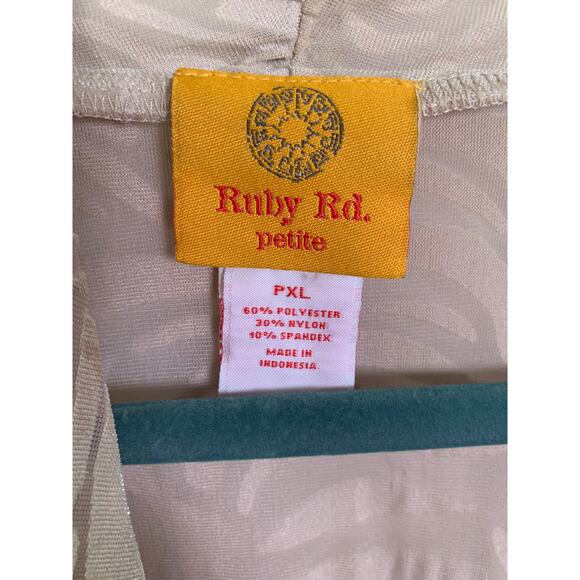 Ruby Rd.
petite
PXL
60% POLYESTER
30% NYLON
10% SPANDEX
MADE IN
INDONESIA